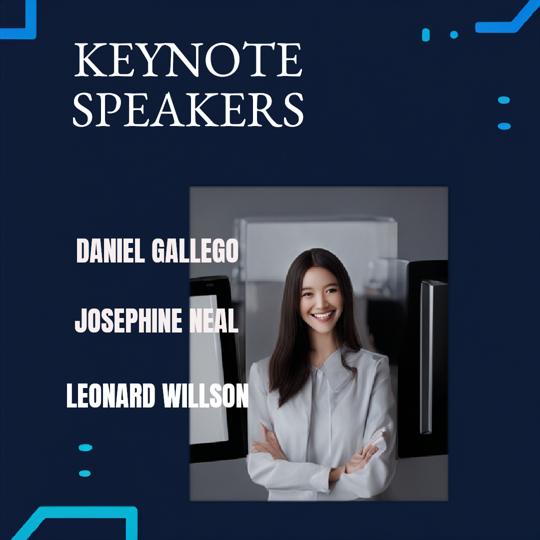 KEYNOTE
SPEAKERS
DANIEL GALLEGO
JOSEPHINE NEAL
LEONARD WILLSON